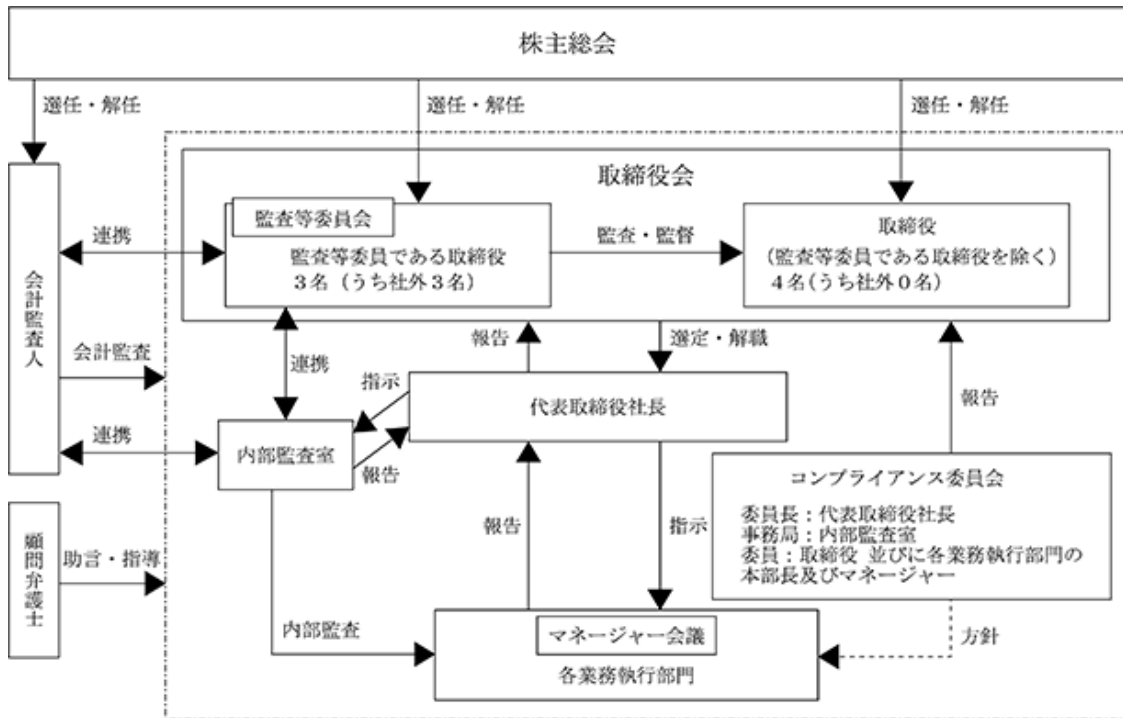 株主総会
選任・解任
選任・解任
選任・解任
取締役会
監査等委員会
監査等委員である取締役
3名（うち社外3名）
連携
監査・監督
取締役
（監査等委員である取締役を除く）
4名（うち社外0名）
会計監査人
会計監査
連携
報告
選定・解職
指示
代表取締役社長
報告
連携
内部監査室
報告
コンプライアンス委員会
委員長：代表取締役社長
事務局：内部監査室
委員：取締役 並びに各業務執行部門の
本部長及びマネージャー
報告
指示
顧問弁護士
助言・指導
内部監査
マネージャー会議
各業務執行部門
方針